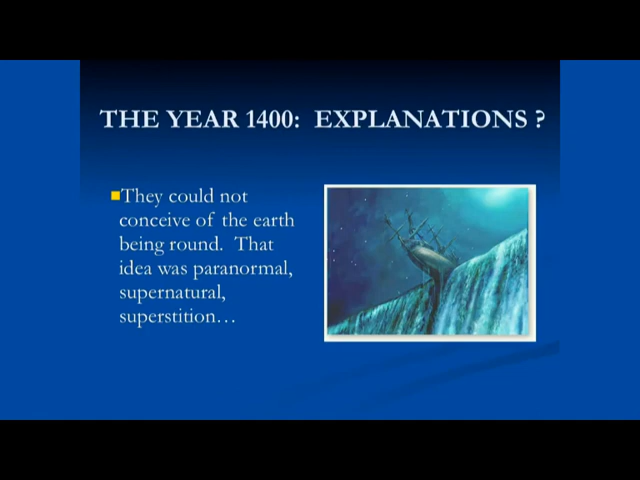 THE YEAR 1400: EXPLANATIONS ?
They could not
conceive of the earth
being round. That
idea was paranormal,
supernatural,
superstition…